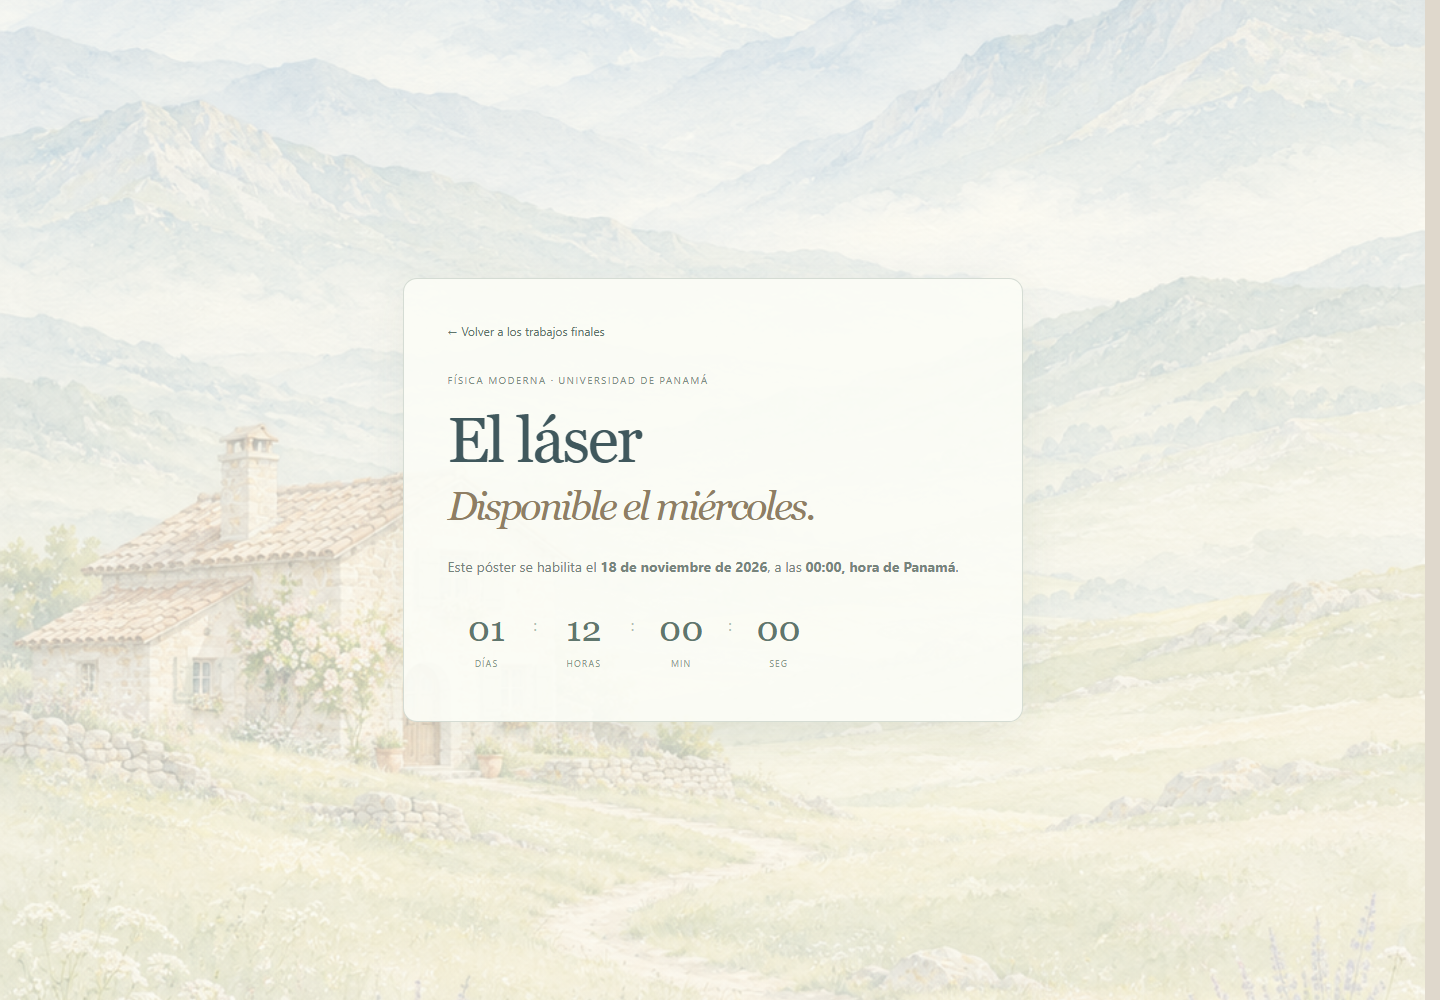 ← Volver a los trabajos finales
FÍSICA MODERNA · UNIVERSIDAD DE PANAMÁ
El láser
Disponible el miércoles.
Este póster se habilita el 18 de noviembre de 2026, a las 00:00, hora de Panamá.
01 : 12 : 00 : 00
DÍAS HORAS MIN SEG